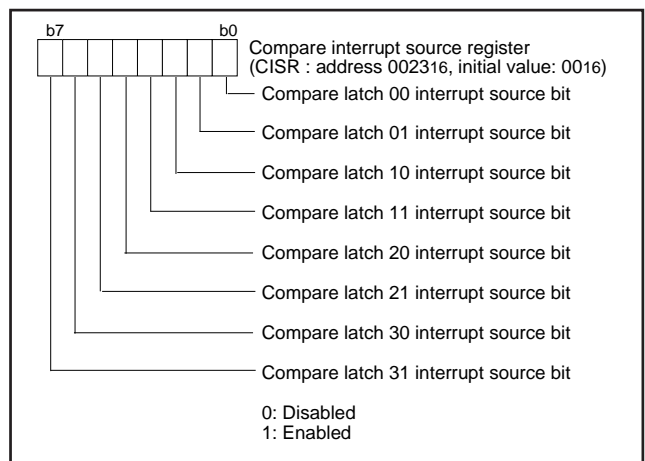 b7 b0
Compare interrupt source register
(CISR : address 002316, initial value: 0016)
Compare latch 00 interrupt source bit
Compare latch 01 interrupt source bit
Compare latch 10 interrupt source bit
Compare latch 11 interrupt source bit
Compare latch 20 interrupt source bit
Compare latch 21 interrupt source bit
Compare latch 30 interrupt source bit
Compare latch 31 interrupt source bit
0: Disabled
1: Enabled